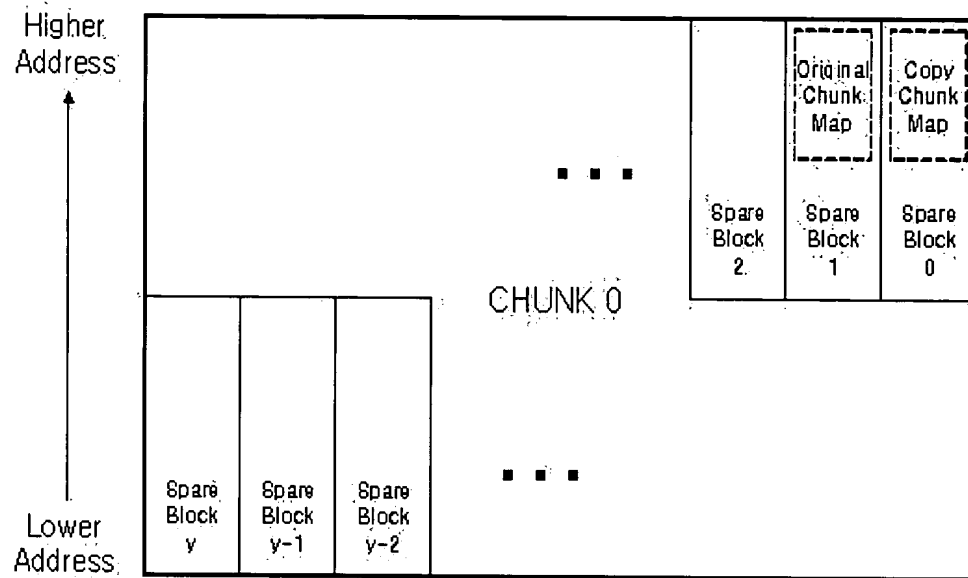 Higher
Address
Original
Chunk
Map
Copy
Chunk
Map
Spare
Block
2
Spare
Block
1
Spare
Block
0
CHUNK 0
Spare
Block
y
Spare
Block
y-1
Spare
Block
y-2
Lower
Address